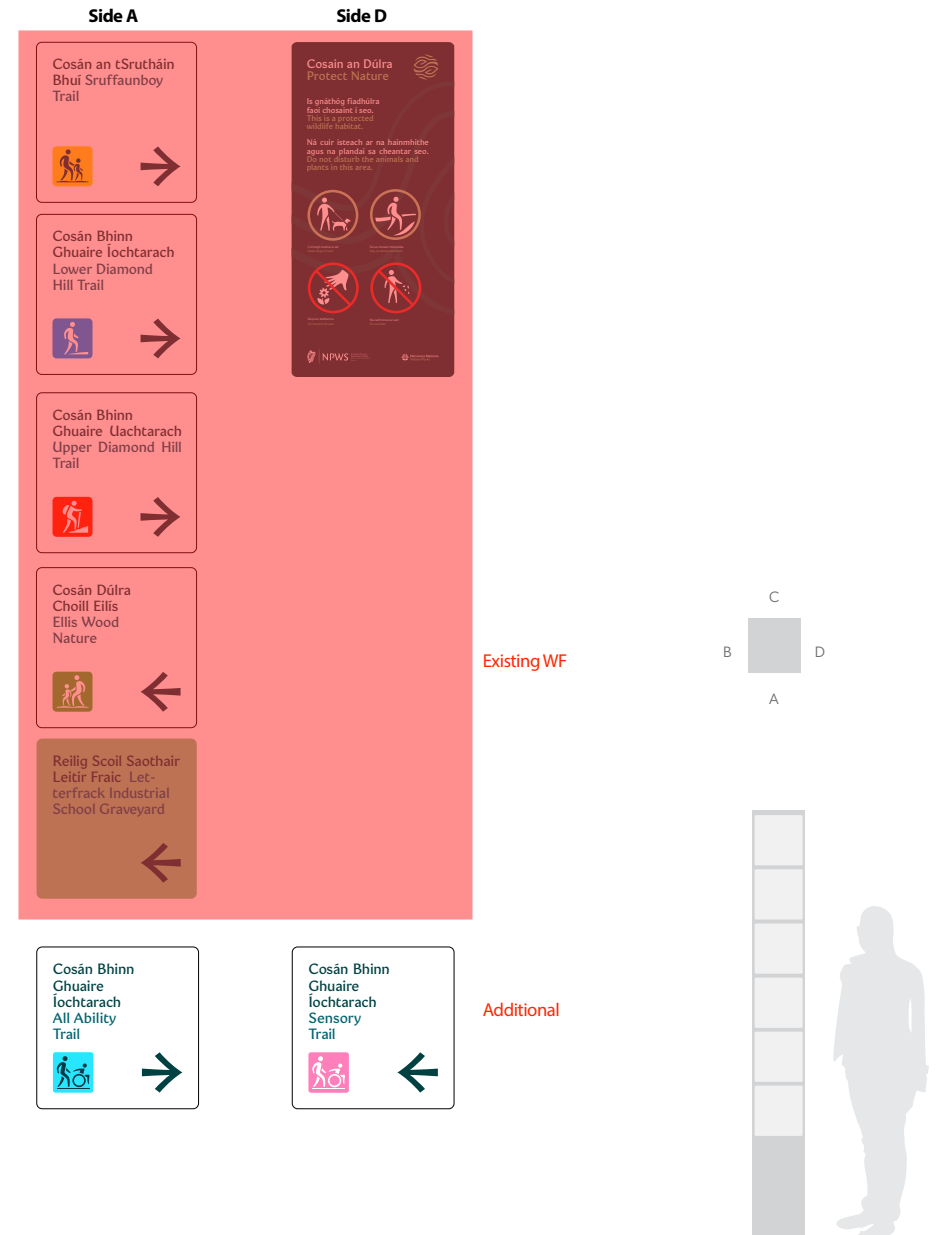 Side A
Side D
Cosán an tSrutháin
Bhuí Sruffaunboy
Trail
Cosán Bhinn
Ghuaire Íochtarach
Lower Diamond
Hill Trail
Cosán Bhinn
Ghuaire Uachtarach
Upper Diamond Hill
Trail
Cosán Dúlra
Choill Eilís
Ellis Wood
Nature
Reilig Scoil Saothair
Leitir Fraic Let-
terfrack Industrial
School Graveyard
Cosain an Dúlra
Protect Nature
Is gnáthóg fiadhúlra
faoi chosaint í seo.
This is a protected
wildlife habitat.
Ná cuir isteach ar na hainmhithe
agus na plandaí sa cheantar seo.
Do not disturb the animals and
plants in this area.
NPWS
Existing WF
Cosán Bhinn
Ghuaire
Íochtarach
All Ability
Trail
Cosán Bhinn
Ghuaire
Íochtarach
Sensory
Trail
Additional
C
B
D
A